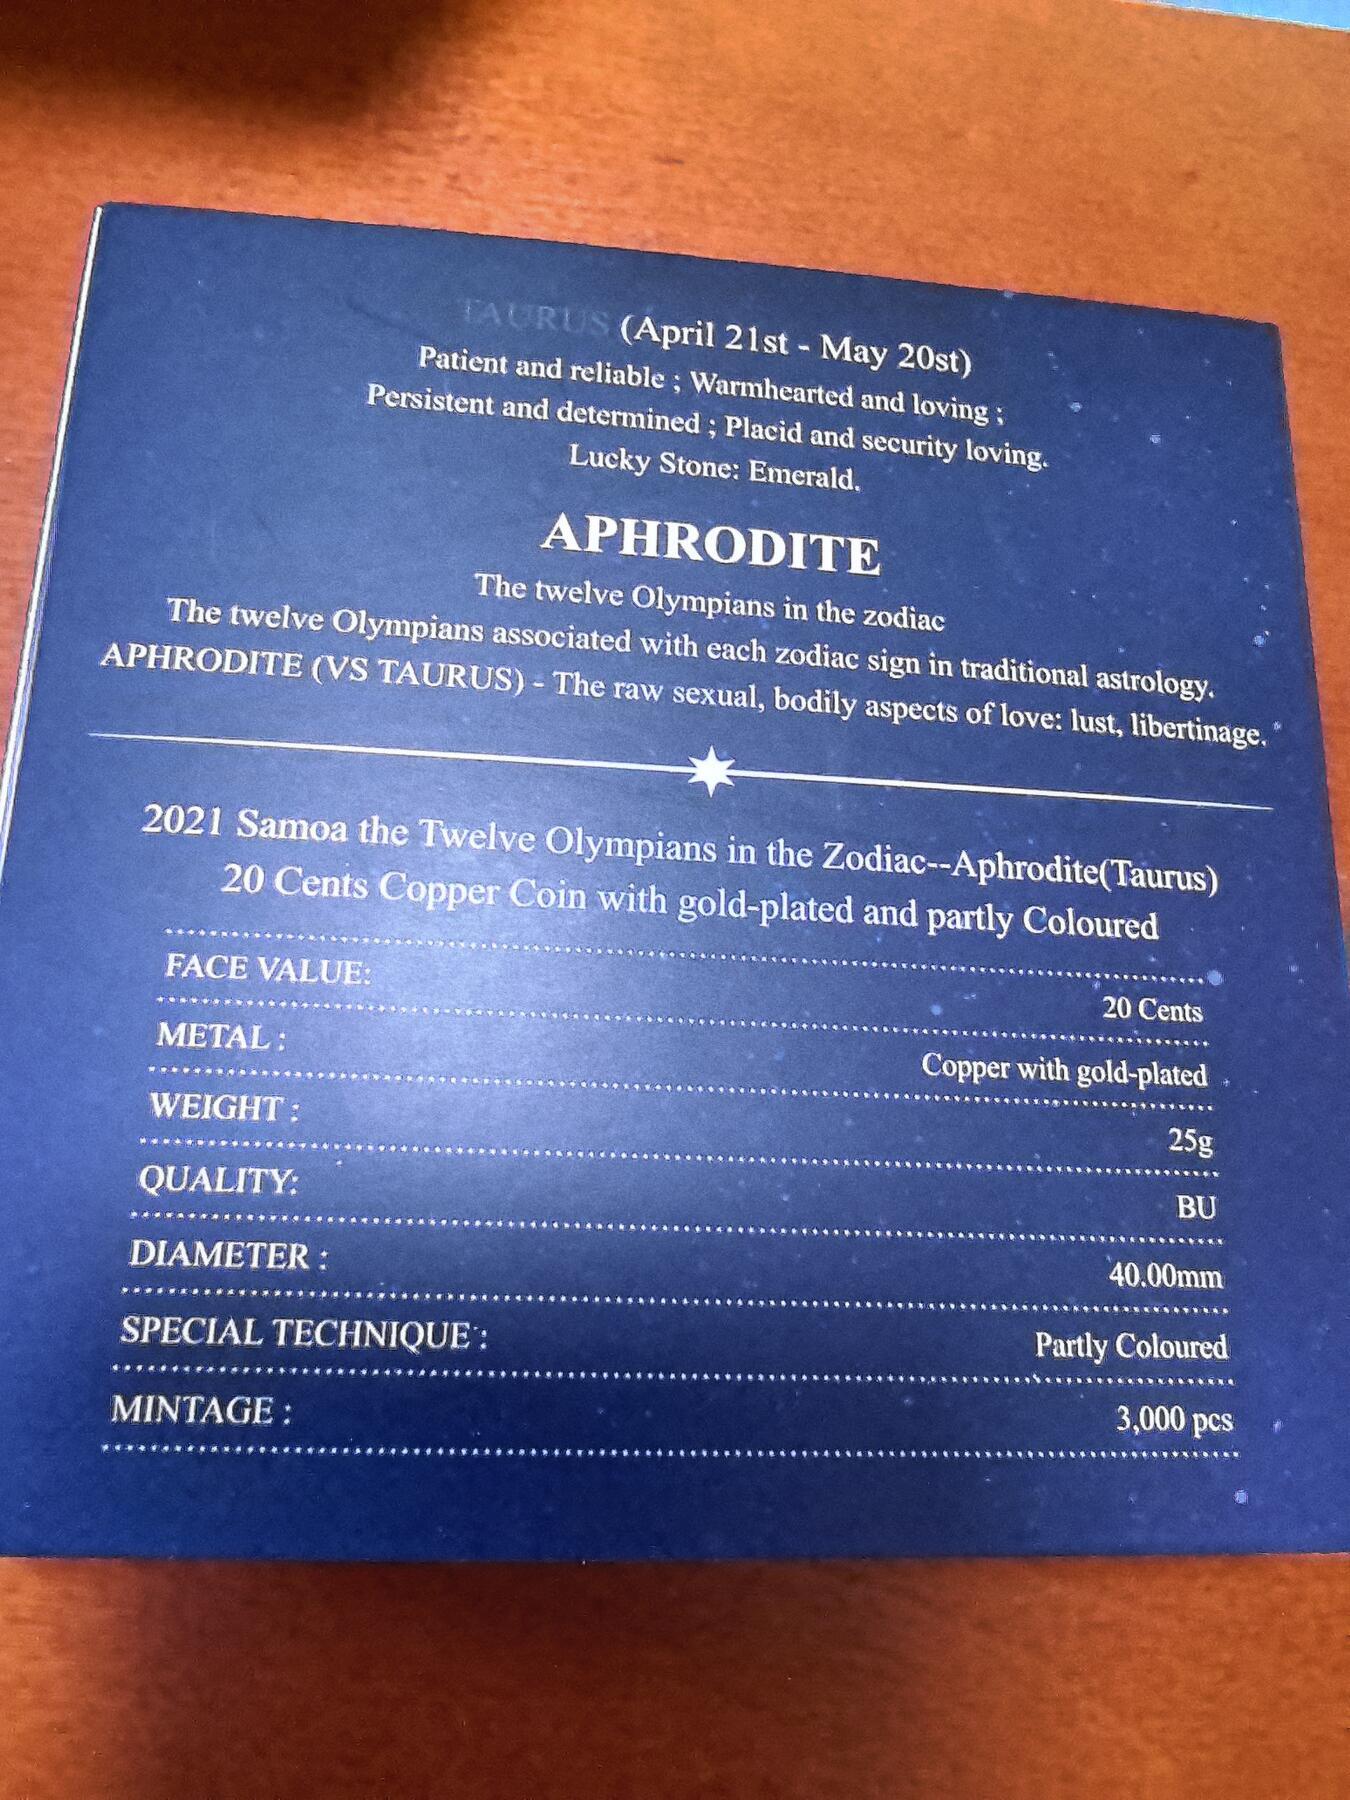 TAURUS (April 21st - May 20st)
Patient and reliable ; Warmhearted and loving ;
Persistent and determined ; Placid and security loving.
Lucky Stone: Emerald.
APHRODITE
The twelve Olympians in the zodiac
The twelve Olympians associated with each zodiac sign in traditional astrology.
APHRODITE (VS TAURUS) - The raw sexual, bodily aspects of love: lust, libertinage.
2021 Samoa the Twelve Olympians in the Zodiac--Aphrodite(Taurus)
20 Cents Copper Coin with gold-plated and partly Coloured
FACE VALUE: 20 Cents
METAL : Copper with gold-plated
WEIGHT : 25g
QUALITY: BU
DIAMETER : 40.00mm
SPECIAL TECHNIQUE : Partly Coloured
MINTAGE : 3,000 pcs